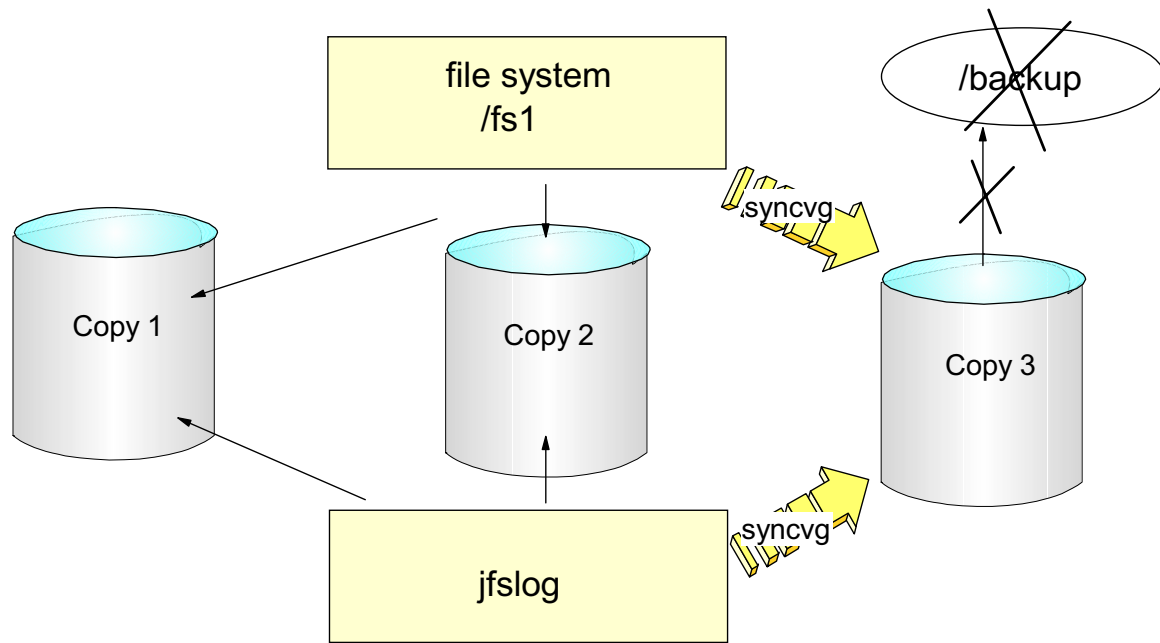 file system
/fs1
/backup
syncvg
Copy 1
Copy 2
Copy 3
syncvg
jfslog